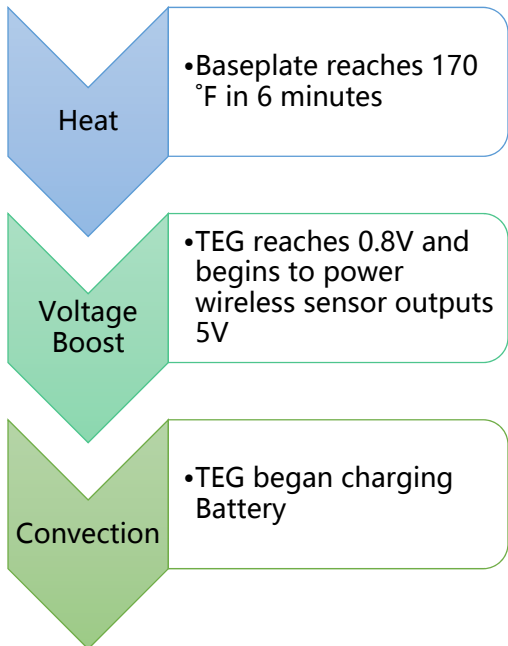 Heat
•Baseplate reaches 170
°F in 6 minutes
Voltage
Boost
•TEG reaches 0.8V and
begins to power
wireless sensor outputs
5V
Convection
•TEG began charging
Battery